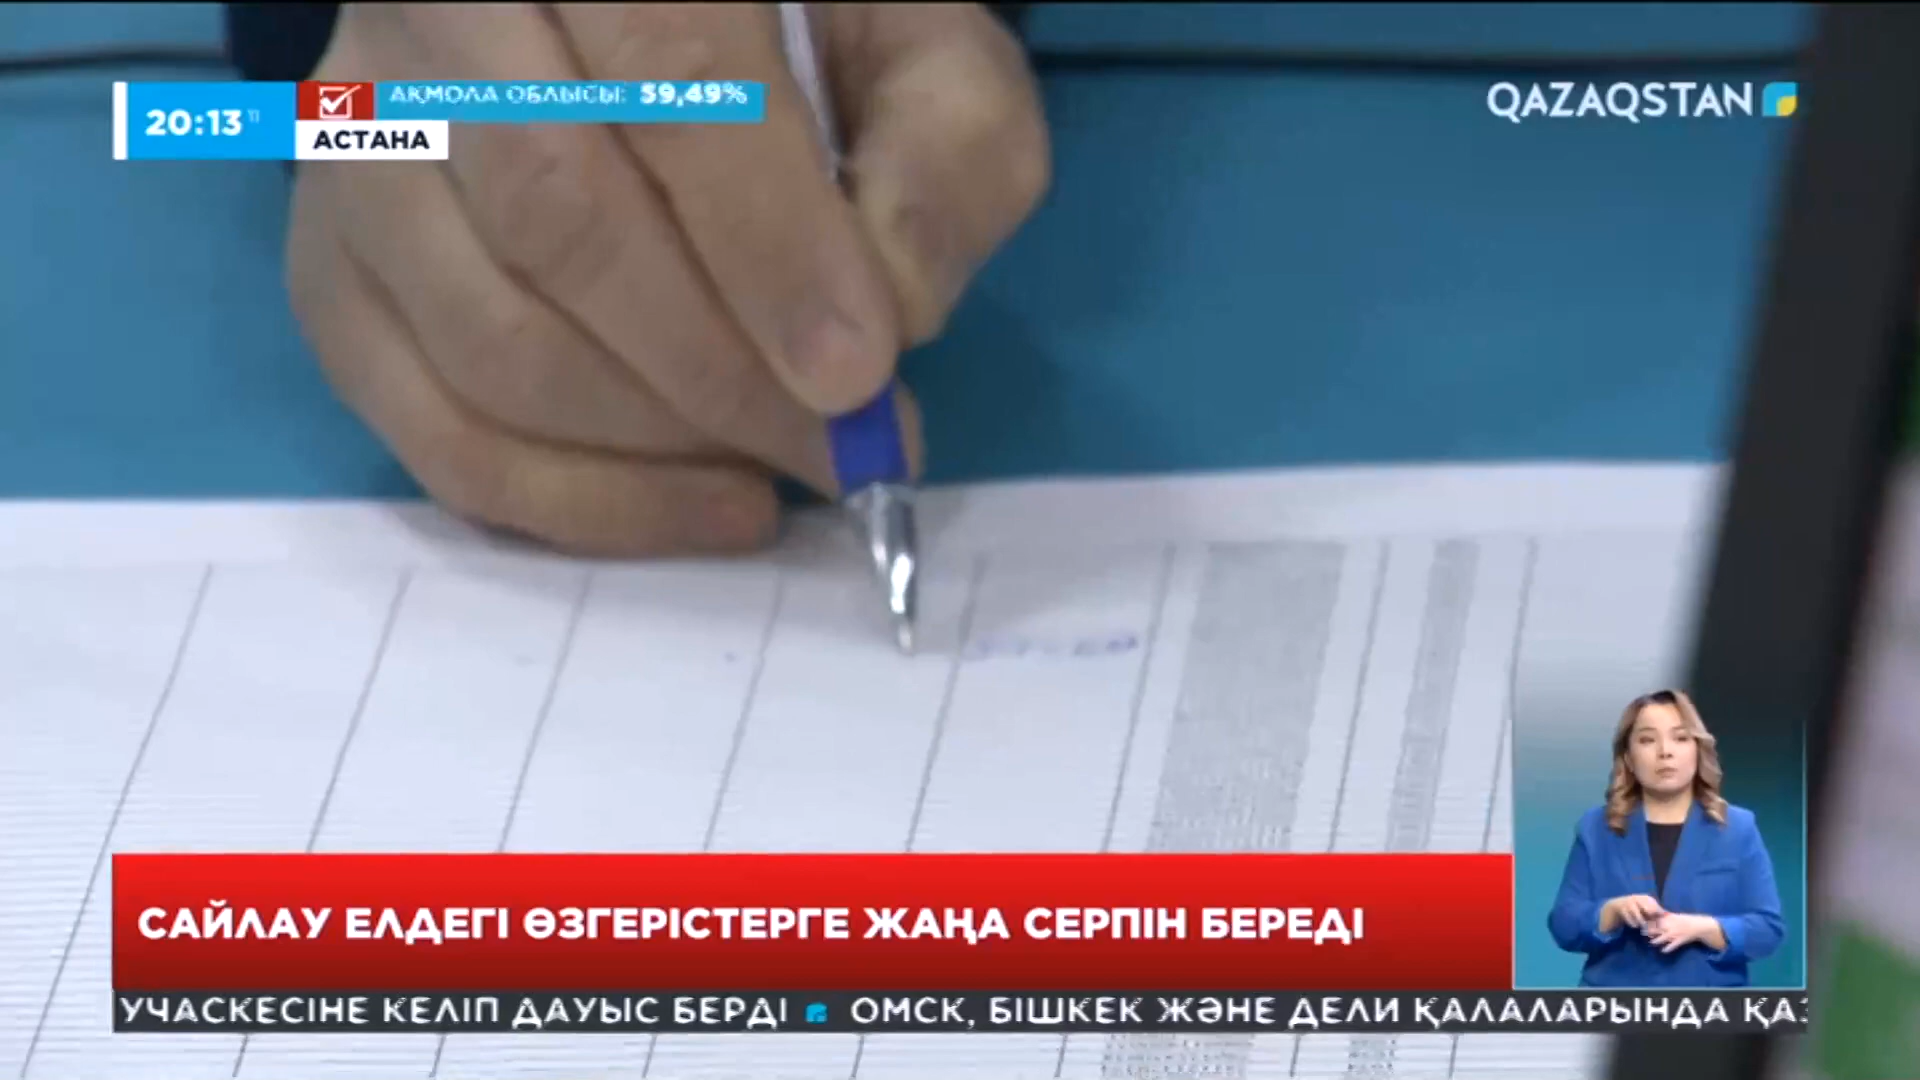 20:13
АҚМОЛА ОБЛЫСЫ: 59,49%
АСТАНА
QAZAQSTAN
САЙЛАУ ЕЛДЕГІ ӨЗГЕРІСТЕРГЕ ЖАҢА СЕРПІН БЕРЕДІ
УЧАСКЕСІНЕ КЕЛІП ДАУЫС БЕРДІ ОМСК, БІШКЕК ЖӘНЕ ДЕЛИ ҚАЛАЛАРЫНДА